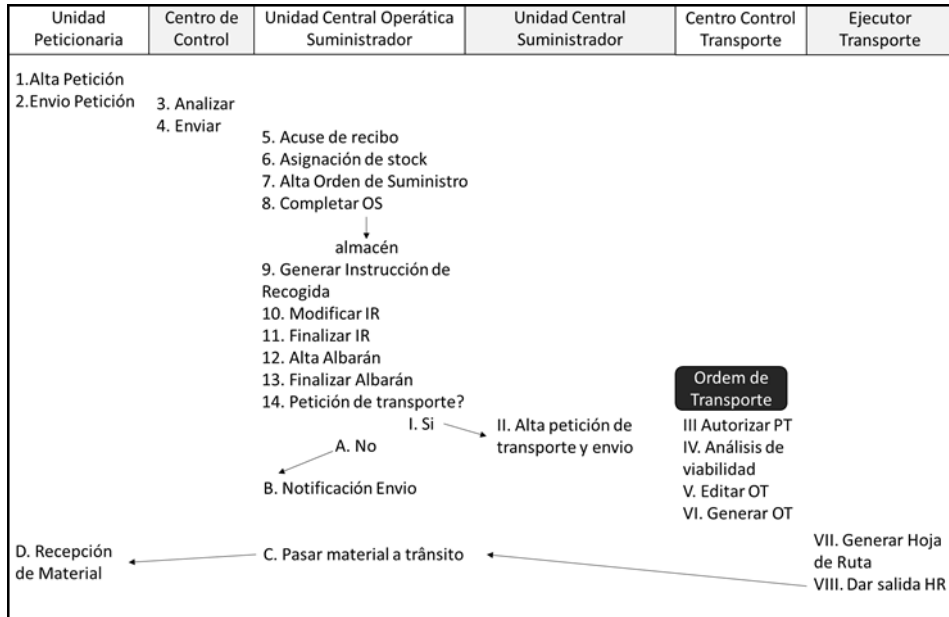 Unidad
Peticionaria
Centro de
Control
Unidad Central Operática
Suministrador
Unidad Central
Suministrador
Centro Control
Transporte
Ejecutor
Transporte
1.Alta Petición
2.Envio Petición
3. Analizar
4. Enviar
5. Acuse de recibo
6. Asignación de stock
7. Alta Orden de Suministro
8. Completar OS
almacén
9. Generar Instrucción de
Recogida
10. Modificar IR
11. Finalizar IR
12. Alta Albarán
13. Finalizar Albarán
14. Petición de transporte?
I. Si
A. No
B. Notificación Envio
II. Alta petición de
transporte y envio
Ordem de
Transporte
III Autorizar PT
IV. Análisis de
viabilidad
V. Editar OT
VI. Generar OT
VII. Generar Hoja
de Ruta
VIII. Dar salida HR
C. Pasar material a trânsito
D. Recepción
de Material